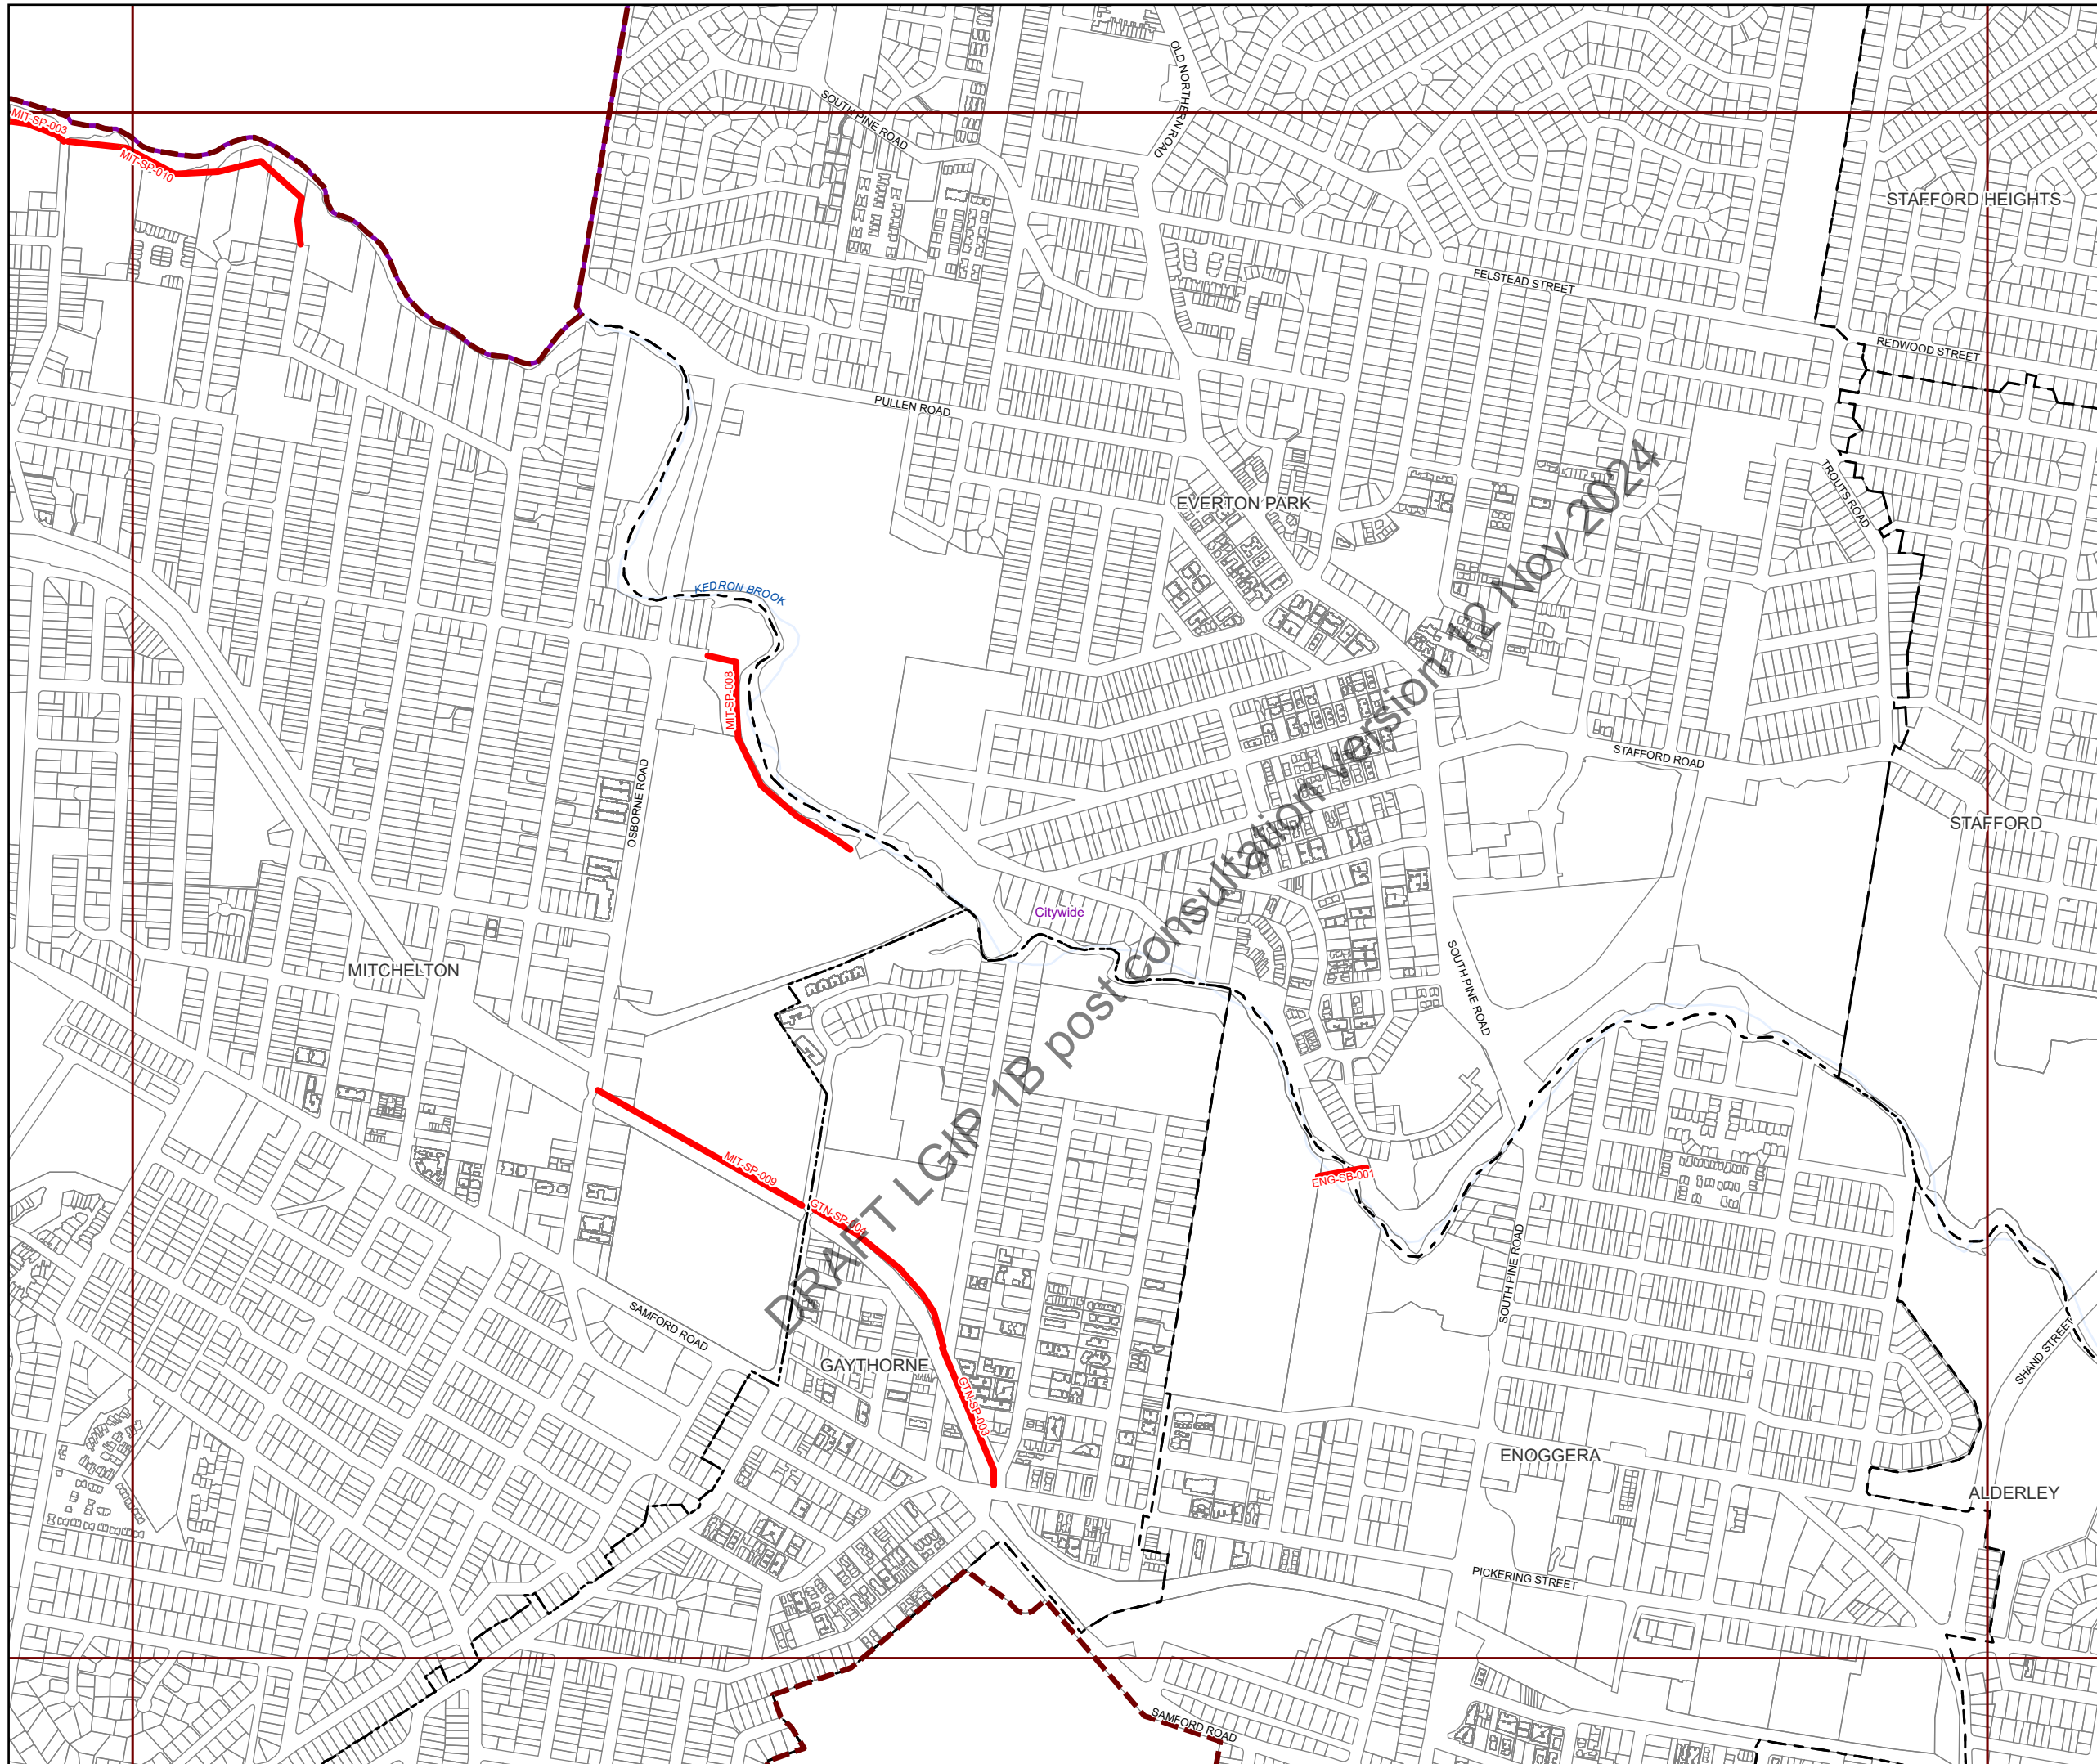 OLD NORTHERN ROAD
SOUTH PINE ROAD
MIT-SP-003
MIT-SP-010
STAFFORD HEIGHTS
FELSTEAD STREET
REDWOOD STREET
PULLEN ROAD
TROUTS ROAD
EVERTON PARK
KEDRON BROOK
MIT-SP-008
STAFFORD ROAD
OSBORNE ROAD
STAFFORD
Citywide
SOUTH PINE ROAD
MITCHELTON
DRAFT LGIP 1B post consultation version 12 Nov 2024
MIT-SP-009
ENG-SB-001
GTN-SP-004
SOUTH PINE ROAD
SAMFORD ROAD
SHAND STREET
GAYTHORNE
GTN-SP-003
ENOGGERA
ALDERLEY
PICKERING STREET
SAMFORD ROAD